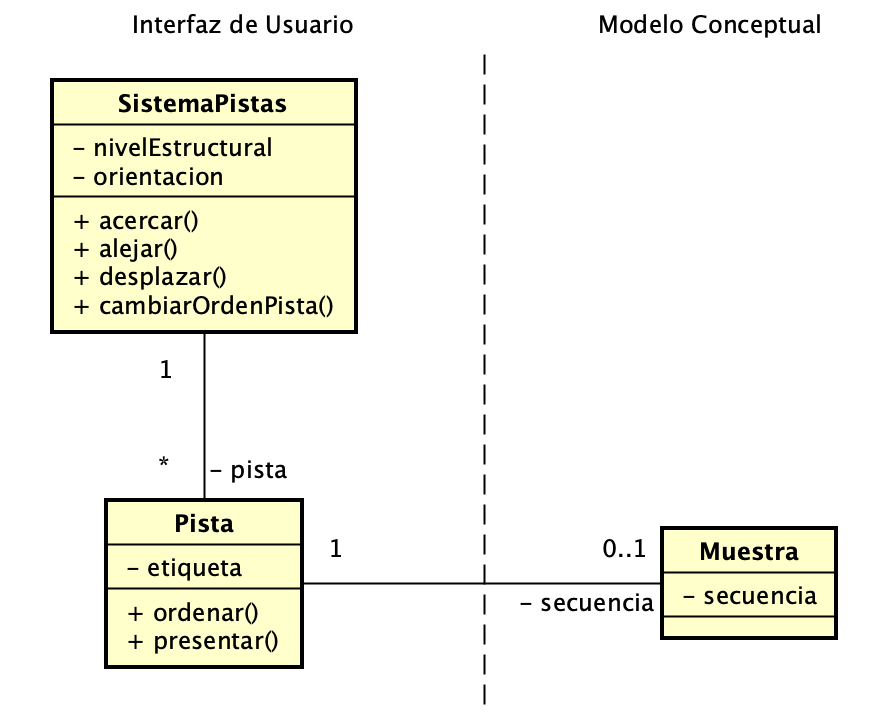 Interfaz de Usuario
Modelo Conceptual
SistemaPistas
- nivelEstructural
- orientacion
+ acercar()
+ alejar()
+ desplazar()
+ cambiarOrdenPista()
1
*
- pista
Pista
- etiqueta
+ ordenar()
+ presentar()
1
0..1
- secuencia
Muestra
- secuencia